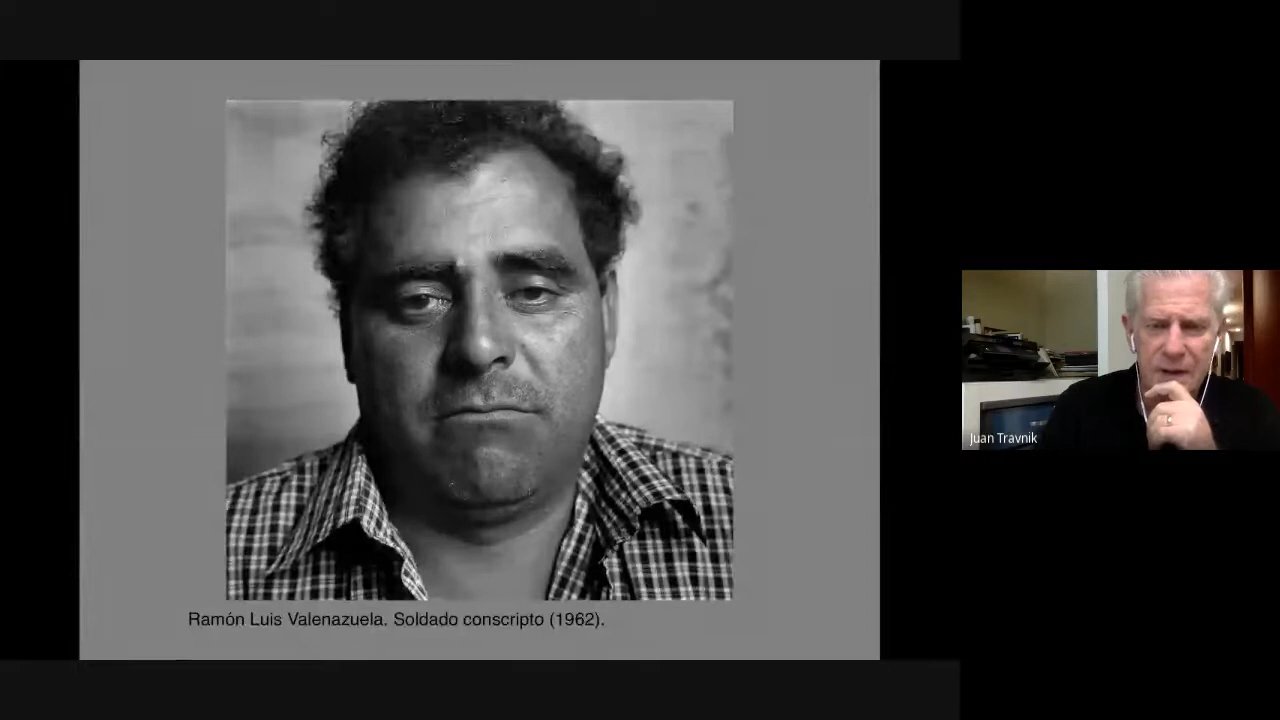 Ramón Luis Valenazuela. Soldado conscripto (1962).
Juan Travnik